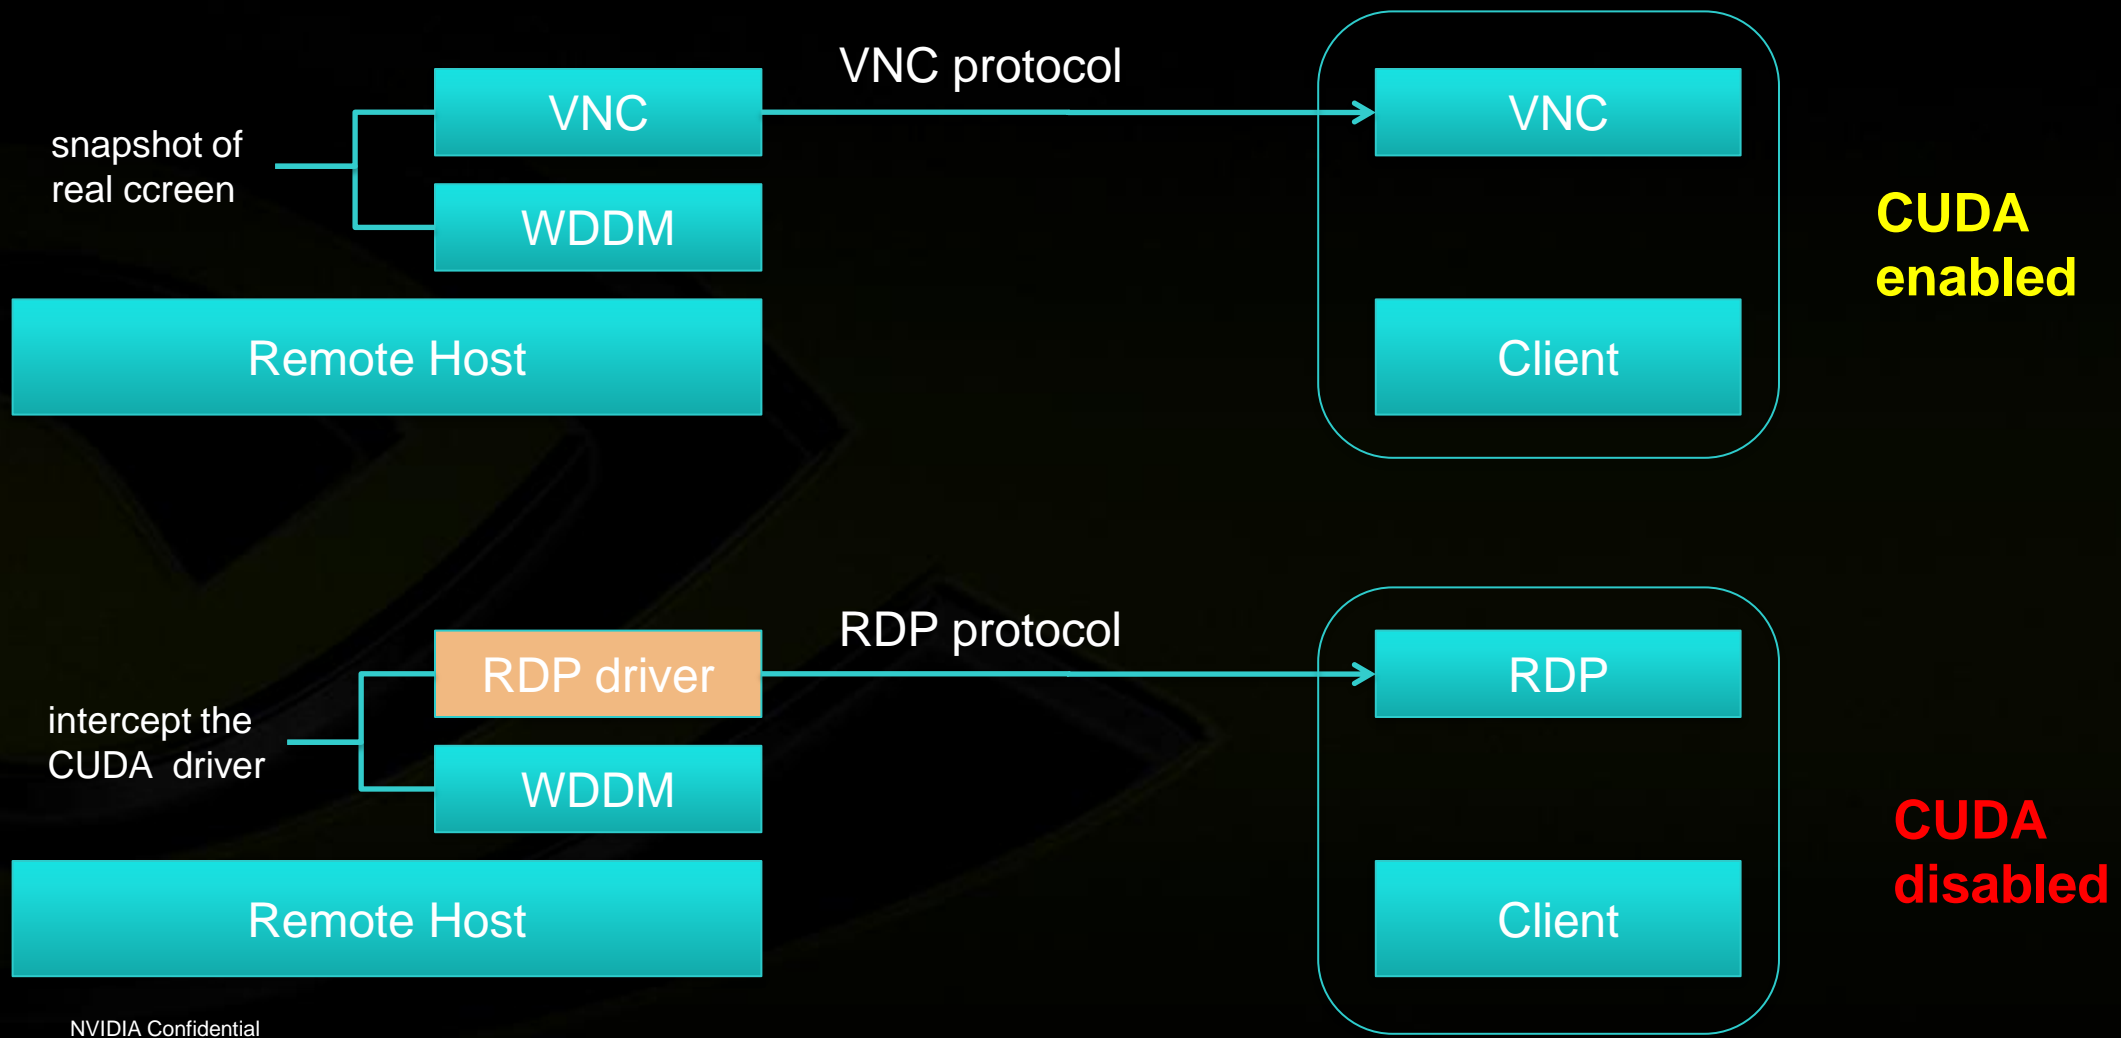 VNC protocol
VNC
VNC
snapshot of
real ccreen
WDDM
CUDA
enabled
Remote Host
Client
RDP protocol
RDP driver
RDP
intercept the
CUDA  driver
WDDM
CUDA
disabled
Remote Host
Client
NVIDIA Confidential